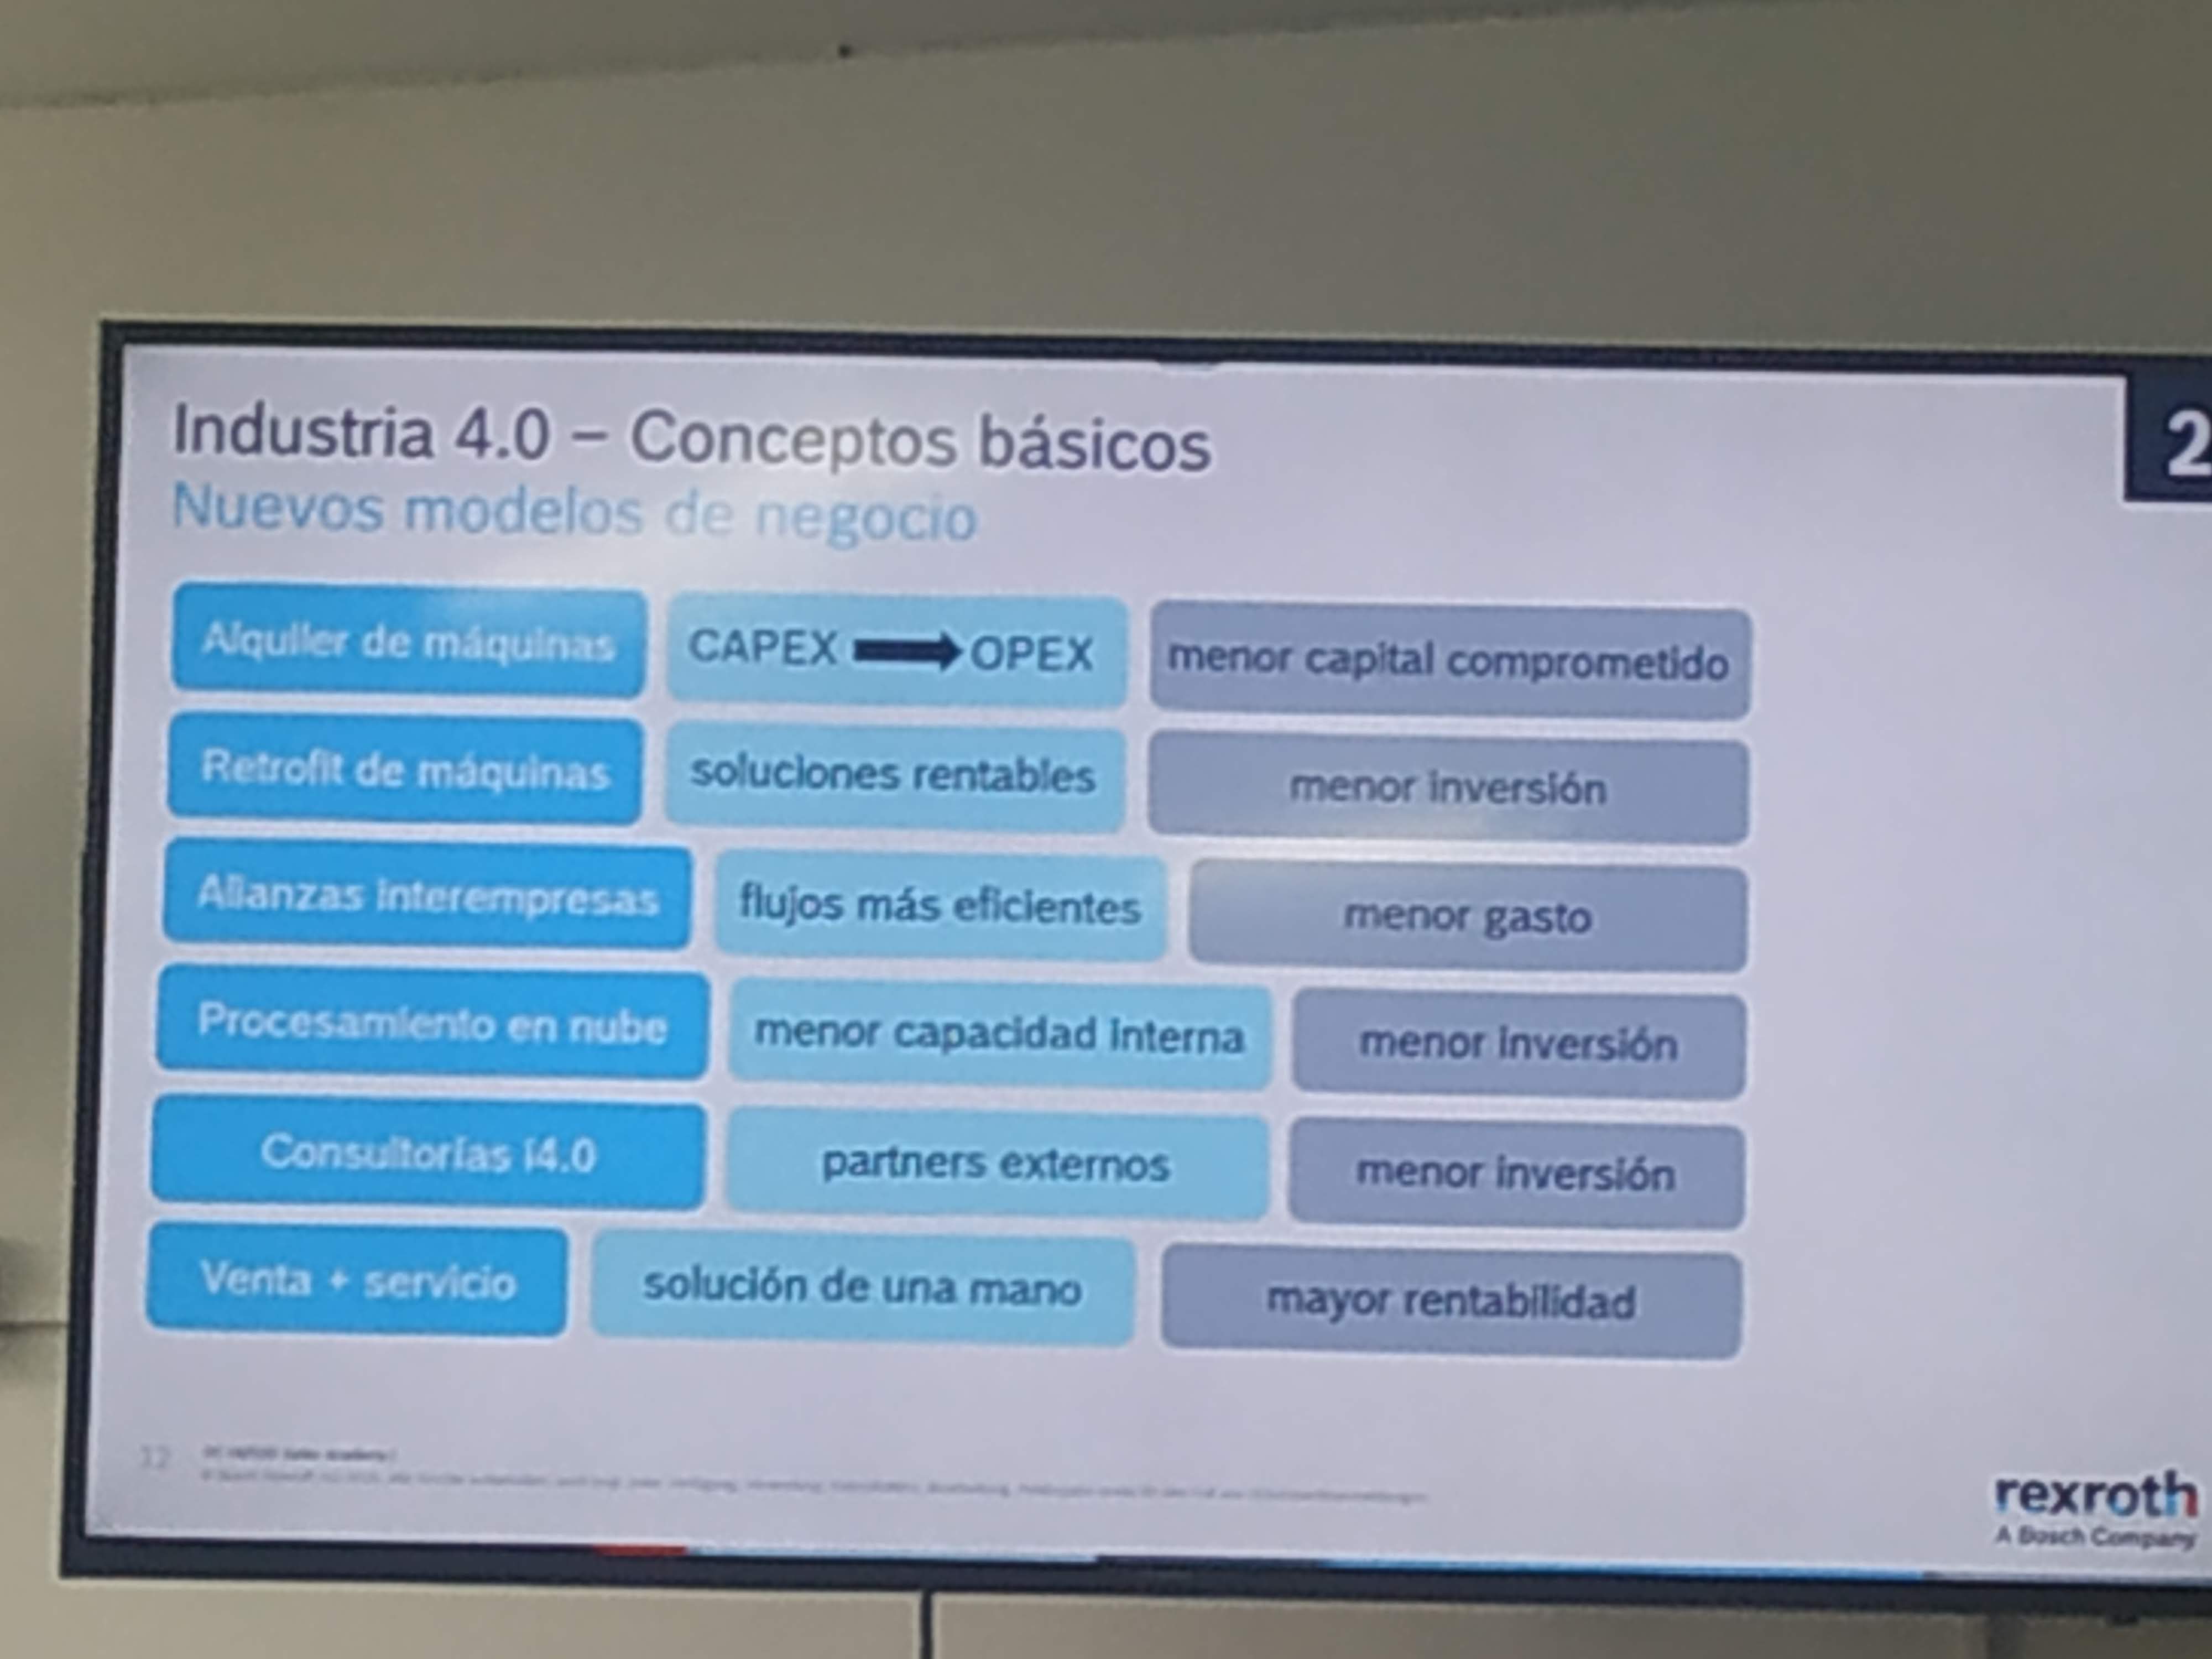 Industria 4.0 – Conceptos básicos
2
Nuevos modelos de negocio
Alquiler de máquinas CAPEX OPEX menor capital comprometido
Retrofit de máquinas soluciones rentables menor inversión
Alianzas interempresas flujos más eficientes menor gasto
Procesamiento en nube menor capacidad interna menor inversión
Consultorías i4.0 partners externos menor inversión
Venta + servicio solución de una mano mayor rentabilidad
12
rexroth
A Bosch Company